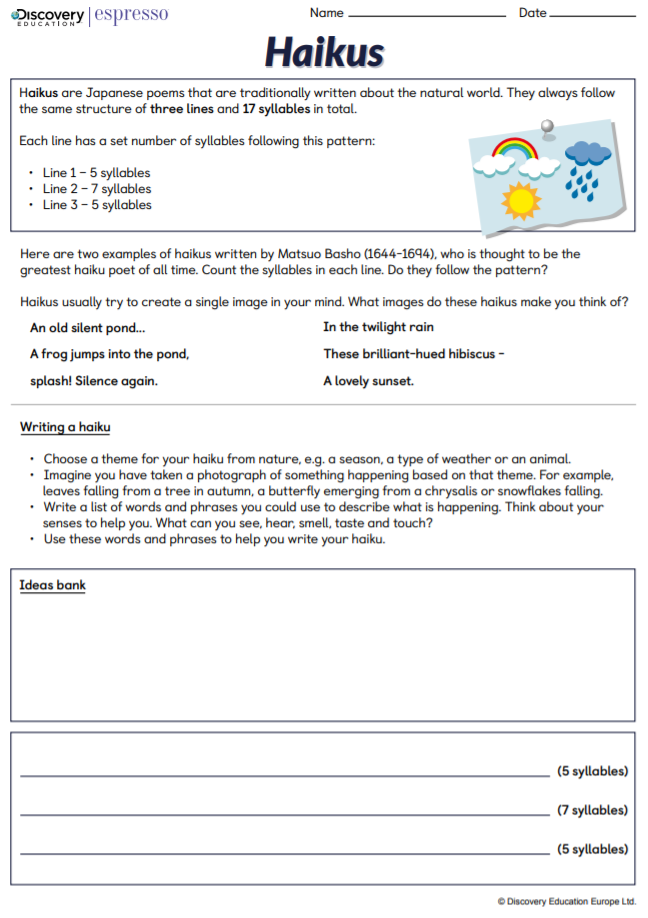 Discovery EDUCATION | espresso
Name
Date
Haikus
Haikus are Japanese poems that are traditionally written about the natural world. They always follow
the same structure of three lines and 17 syllables in total.
Each line has a set number of syllables following this pattern:
• Line 1 – 5 syllables
• Line 2 – 7 syllables
• Line 3 – 5 syllables
Here are two examples of haikus written by Matsuo Basho (1644-1694), who is thought to be the
greatest haiku poet of all time. Count the syllables in each line. Do they follow the pattern?
Haikus usually try to create a single image in your mind. What images do these haikus make you think of?
An old silent pond...
A frog jumps into the pond,
splash! Silence again.
In the twilight rain
These brilliant-hued hibiscus –
A lovely sunset.
Writing a haiku
• Choose a theme for your haiku from nature, e.g. a season, a type of weather or an animal.
• Imagine you have taken a photograph of something happening based on that theme. For example,
leaves falling from a tree in autumn, a butterfly emerging from a chrysalis or snowflakes falling.
• Write a list of words and phrases you could use to describe what is happening. Think about your
senses to help you. What can you see, hear, smell, taste and touch?
• Use these words and phrases to help you write your haiku.
Ideas bank
(5 syllables)
(7 syllables)
(5 syllables)
© Discovery Education Europe Ltd.